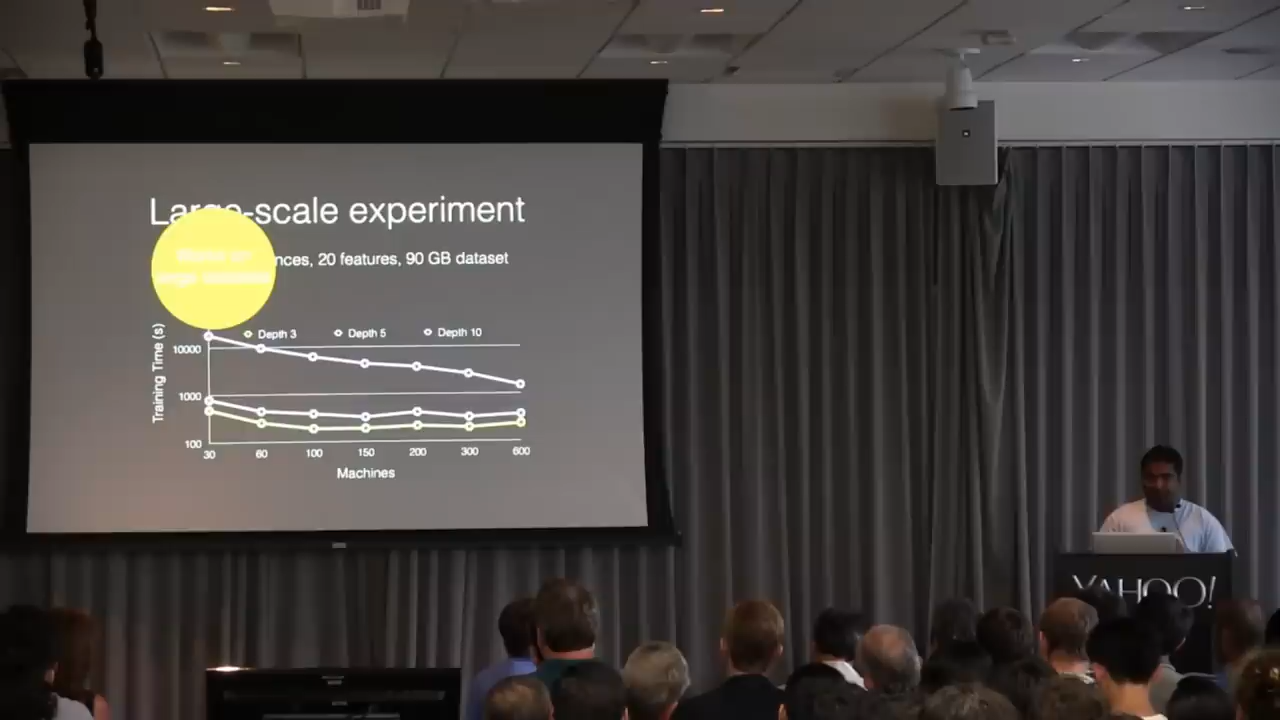 Large-scale experiment
nces, 20 features, 90 GB dataset
Training Time (s)
Depth 3 Depth 5 Depth 10
10000
1000
100
30 60 100 150 200 300 600
Machines
YAHOO!